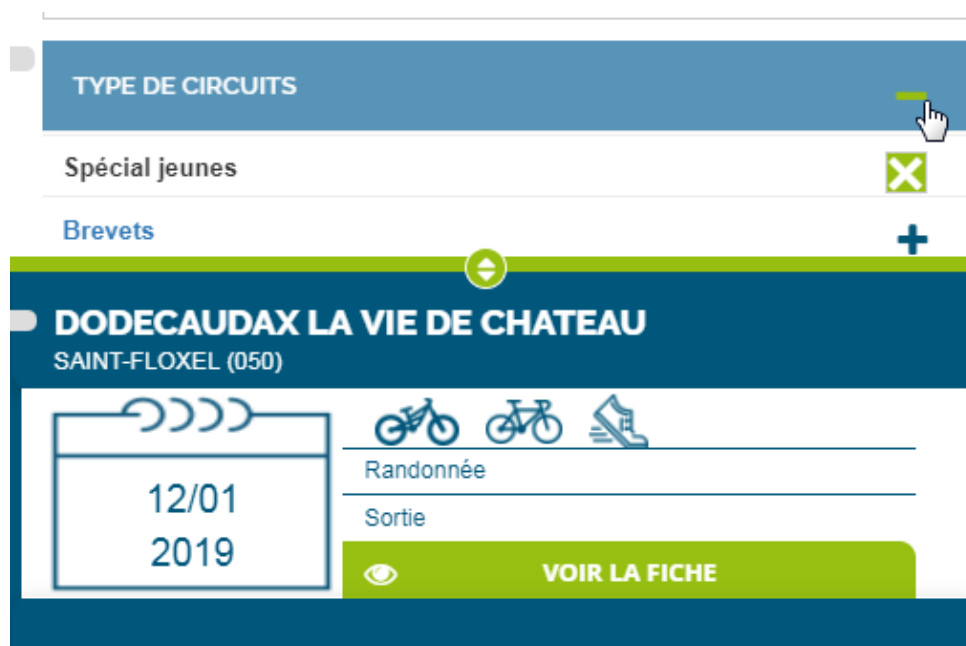 TYPE DE CIRCUITS
Spécial jeunes
Brevets
DODECAUDAX LA VIE DE CHATEAU
SAINT-FLOXEL (050)
12/01
2019
Randonnée
Sortie
VOIR LA FICHE